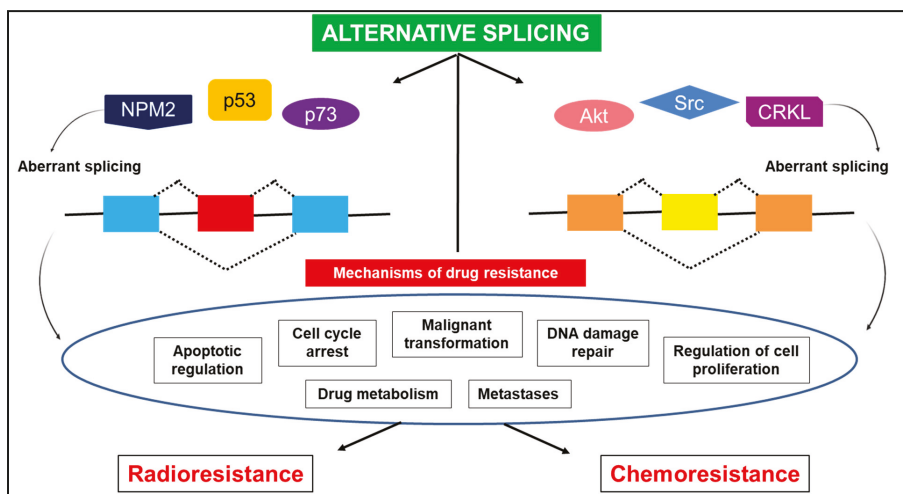 ALTERNATIVE SPLICING
NPM2
p53
p73
Akt
Src
CRKL
Aberrant splicing
Aberrant splicing
Mechanisms of drug resistance
Apoptotic
regulation
Cell cycle
arrest
Malignant
transformation
DNA damage
repair
Regulation of cell
proliferation
Drug metabolism
Metastases
Radioresistance
Chemoresistance